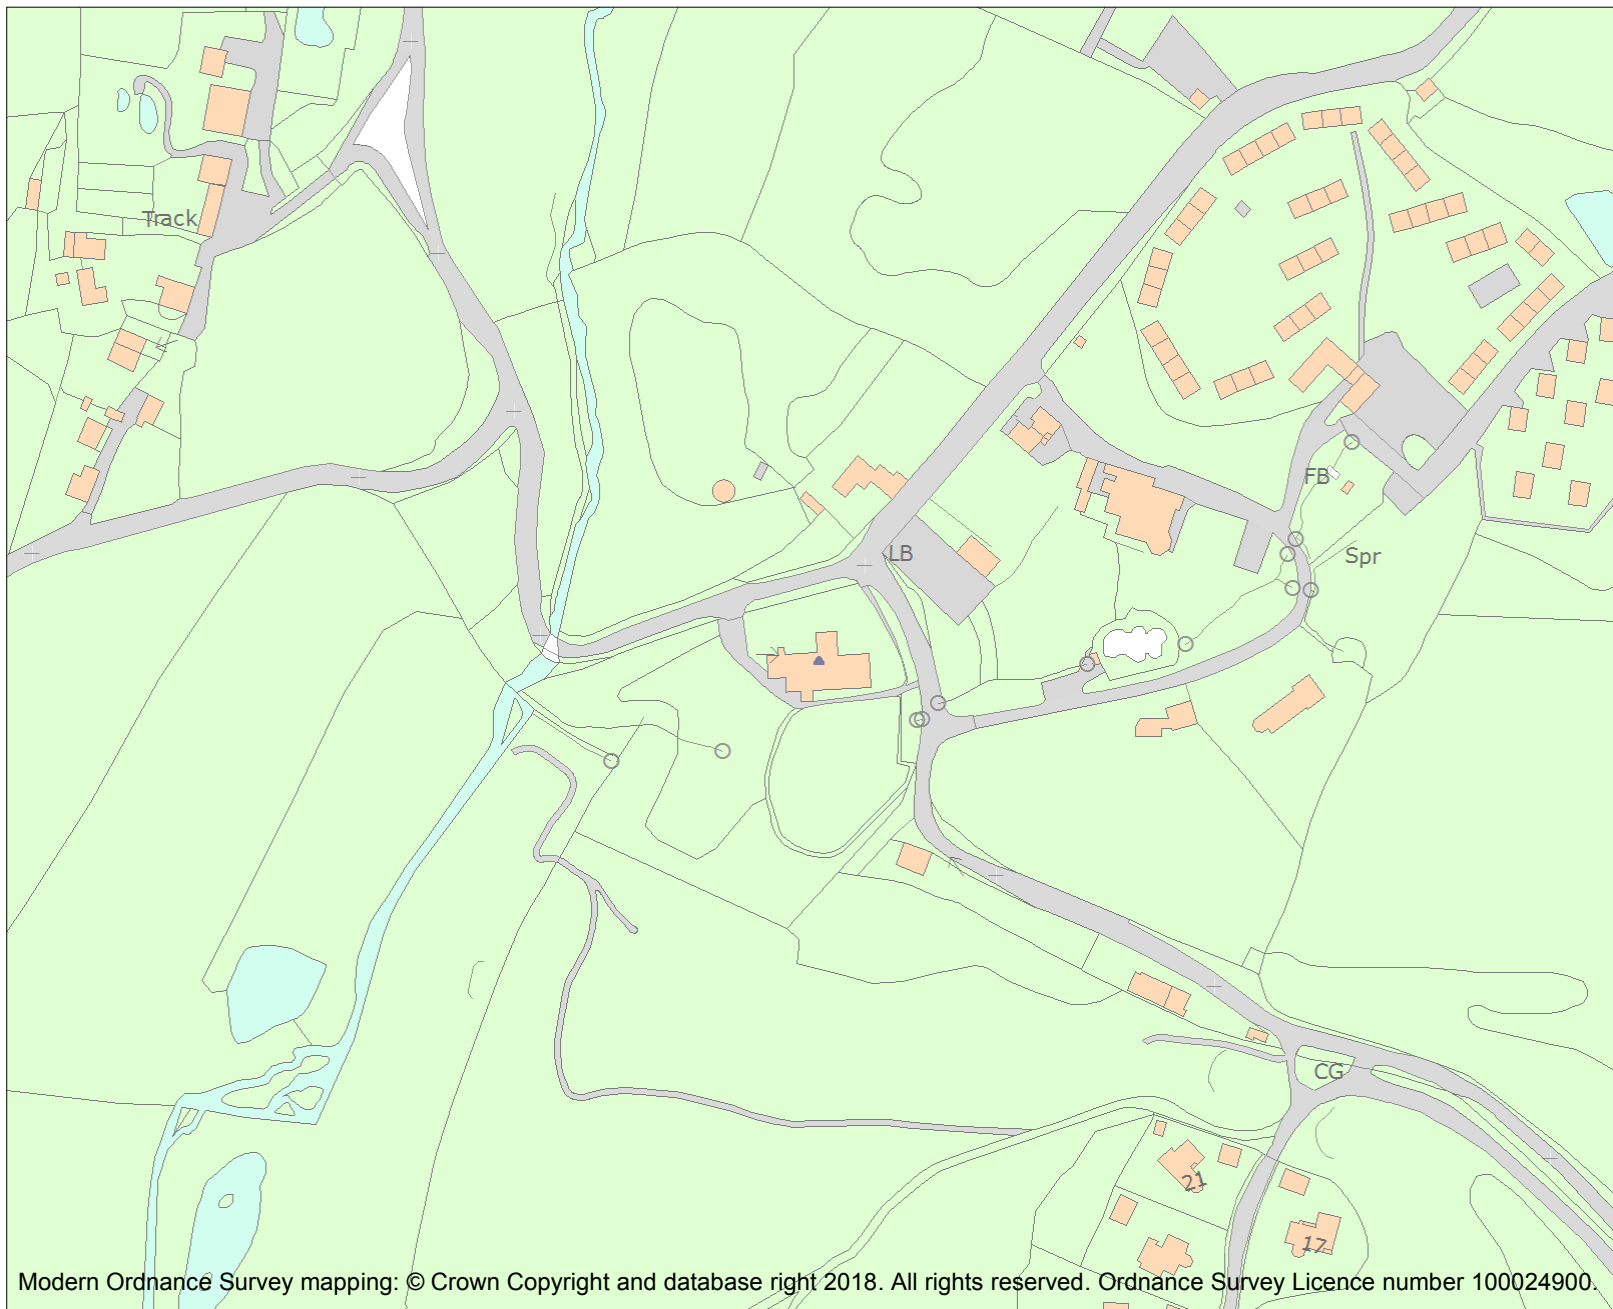 Track
FB
LB
Spr
CG
21
17
Modern Ordnance Survey mapping: © Crown Copyright and database right 2018. All rights reserved. Ordnance Survey Licence number 100024900.